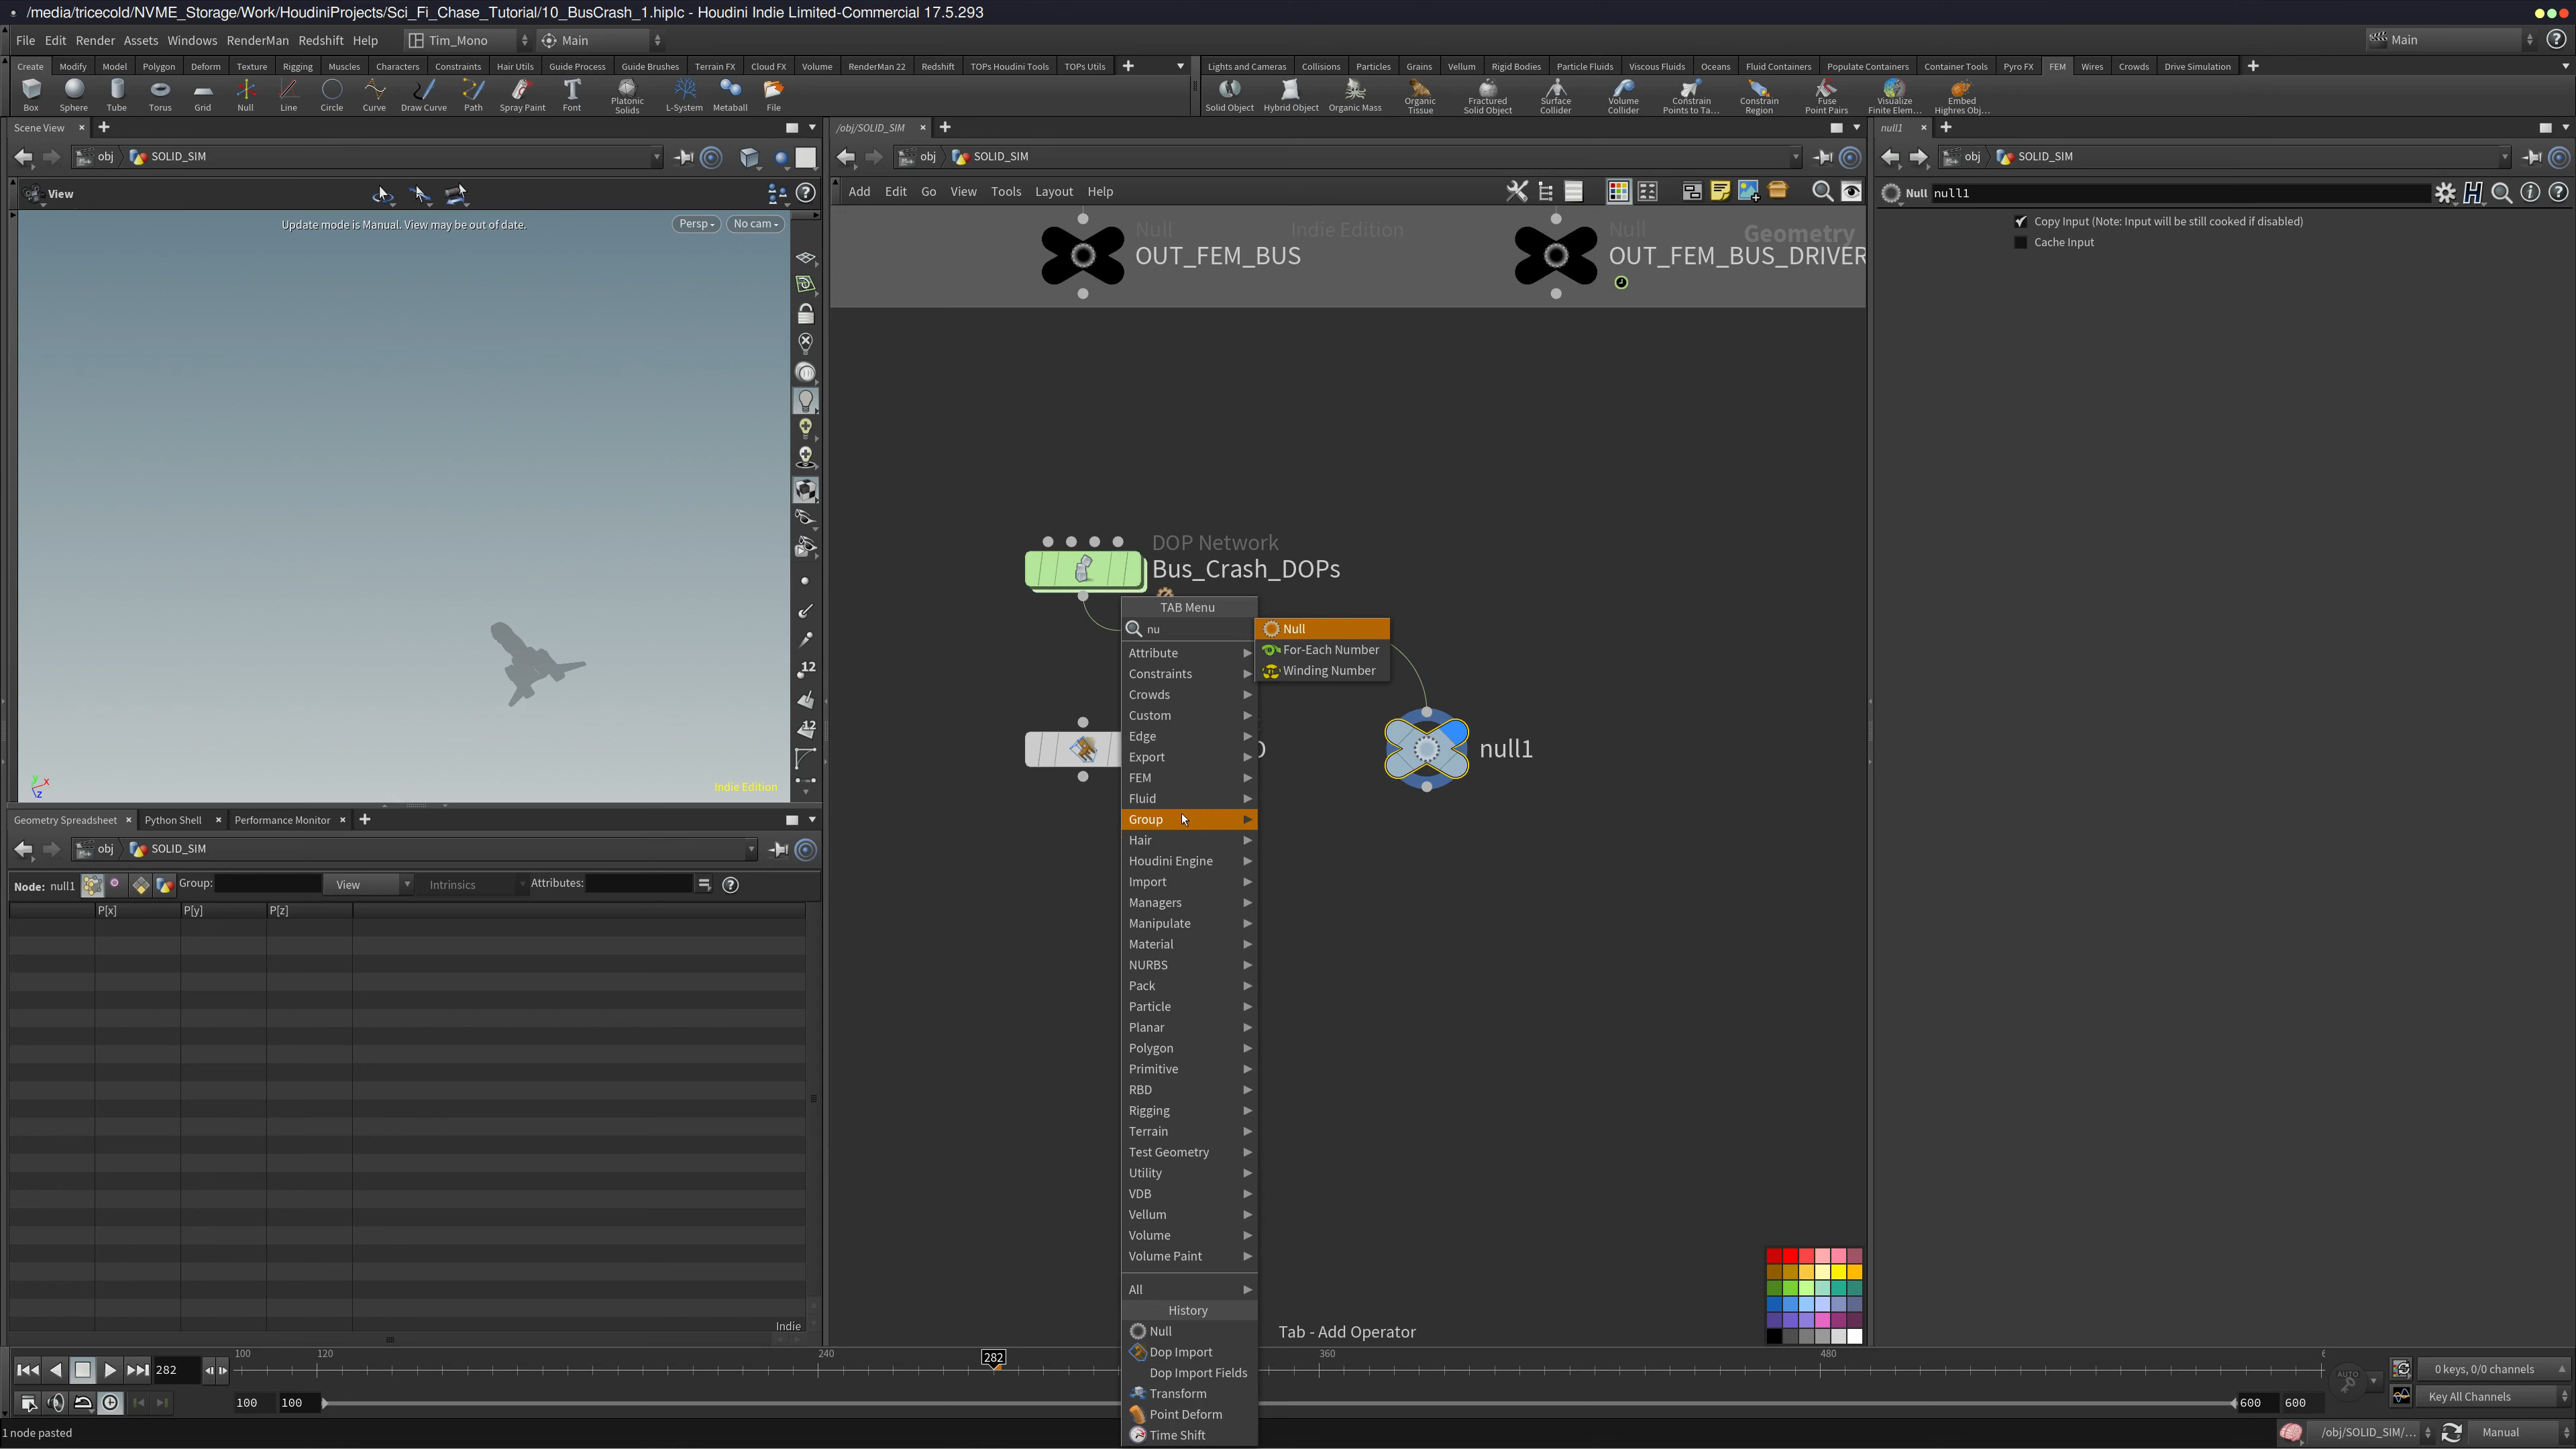 /media/tricecold/NVME_Storage/Work/HoudiniProjects/Sci_Fi_Chase_Tutorial/10_BusCrash_1.hiplc - Houdini Indie Limited-Commercial 17.5.293
File Edit Render Assets Windows RenderMan Redshift Help Tim_Mono Main Main
Create Modify Model Polygon Deform Texture Rigging Muscles Characters Constraints Hair Utils Guide Process Guide Brushes Terrain FX Cloud FX Volume RenderMan 22 Redshift TOPs Houdini Tools TOPs Utils
Lights and Cameras Collisions Particles Grains Vellum Rigid Bodies Particle Fluids Viscous Fluids Oceans Fluid Containers Populate Containers Container Tools Pyro FX FEM Wires Crowds Drive Simulation
Box Sphere Tube Torus Grid Null Line Circle Curve Draw Curve Path Spray Paint Font Platonic Solids L-System Metaball File
Solid Object Hybrid Object Organic Mass Organic Tissue Fractured Solid Object Surface Collider Volume Collider Constrain Points to Ta... Constrain Region Fuse Point Pairs Visualize Finite Elem... Embed Highres Obj...
Scene View
obj SOLID_SIM
View
Update mode is Manual. View may be out of date.
Persp
No cam
12
12
Indie Edition
y x z
Geometry Spreadsheet Python Shell Performance Monitor
obj SOLID_SIM
Node: null1 Group: View Intrinsics Attributes:
P[x] P[y] P[z]
Indie
/obj/SOLID_SIM
obj SOLID_SIM
Add Edit Go View Tools Layout Help
Null
OUT_FEM_BUS
Indie Edition
Null
OUT_FEM_BUS_DRIVER
Geometry
DOP Network
Bus_Crash_DOPs
null1
TAB Menu
nu
Null
For-Each Number
Winding Number
Attribute
Constraints
Crowds
Custom
Edge
Export
FEM
Fluid
Group
Hair
Houdini Engine
Import
Managers
Manipulate
Material
NURBS
Pack
Particle
Planar
Polygon
Primitive
RBD
Rigging
Terrain
Test Geometry
Utility
VDB
Vellum
Volume
Volume Paint
All
History
Null
Dop Import
Dop Import Fields
Transform
Point Deform
Time Shift
Tab - Add Operator
null1
obj SOLID_SIM
Null null1
Copy Input (Note: Input will be still cooked if disabled)
Cache Input
282
100 120 240 282 360 480
100 100 600 600
AUTO
0 keys, 0/0 channels
Key All Channels
1 node pasted
/obj/SOLID_SIM/...
Manual